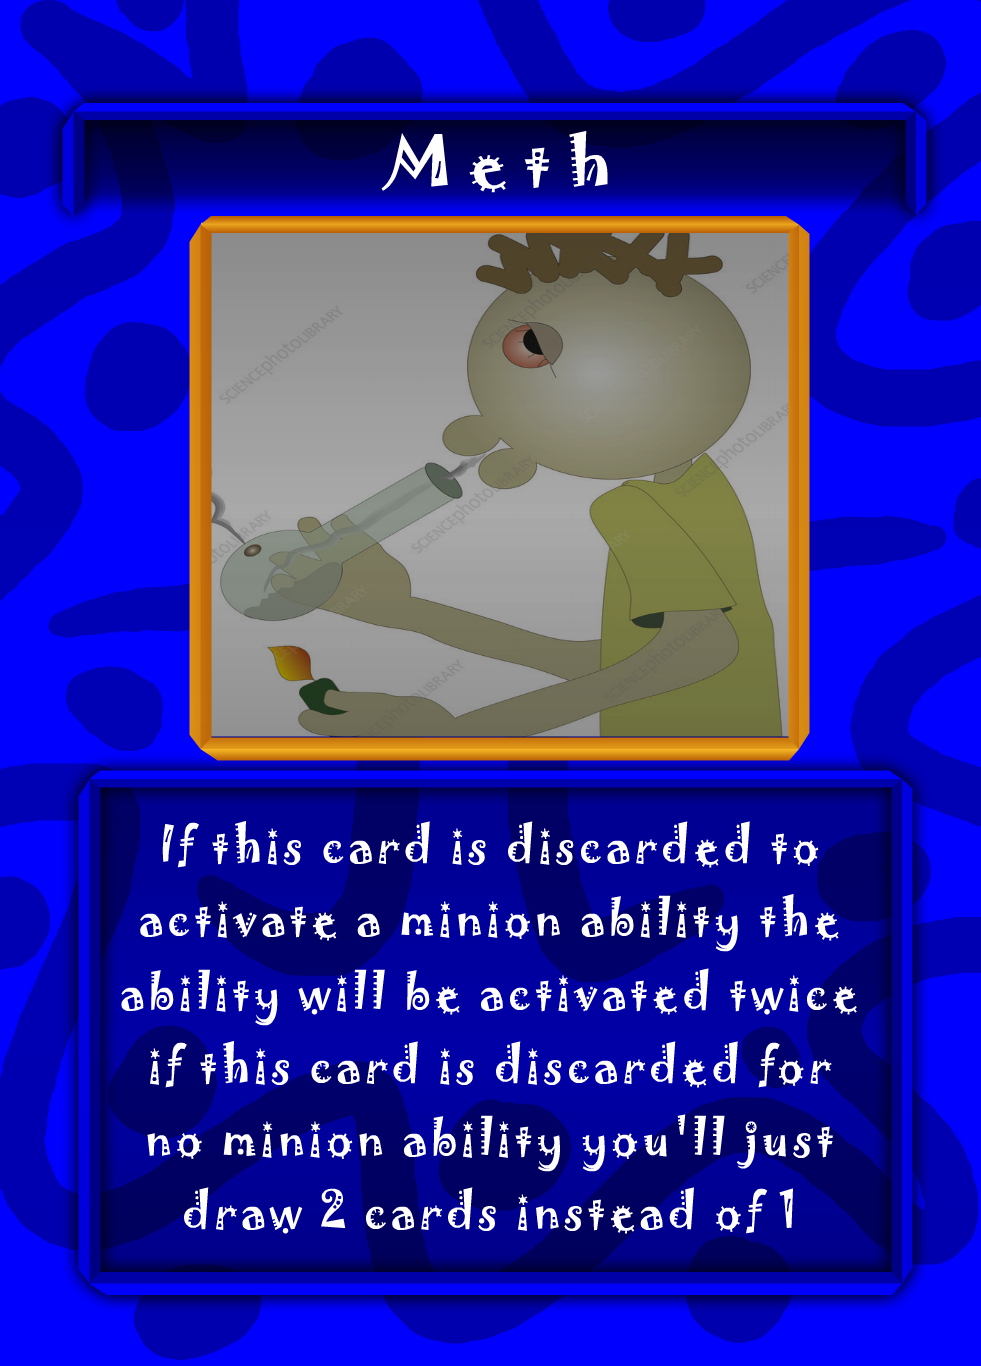 Meth
SCIENCEphotoLIBRARY
If this card is discarded to
activate a minion ability the
ability will be activated twice
if this card is discarded for
no minion ability you'll just
draw 2 cards instead of 1